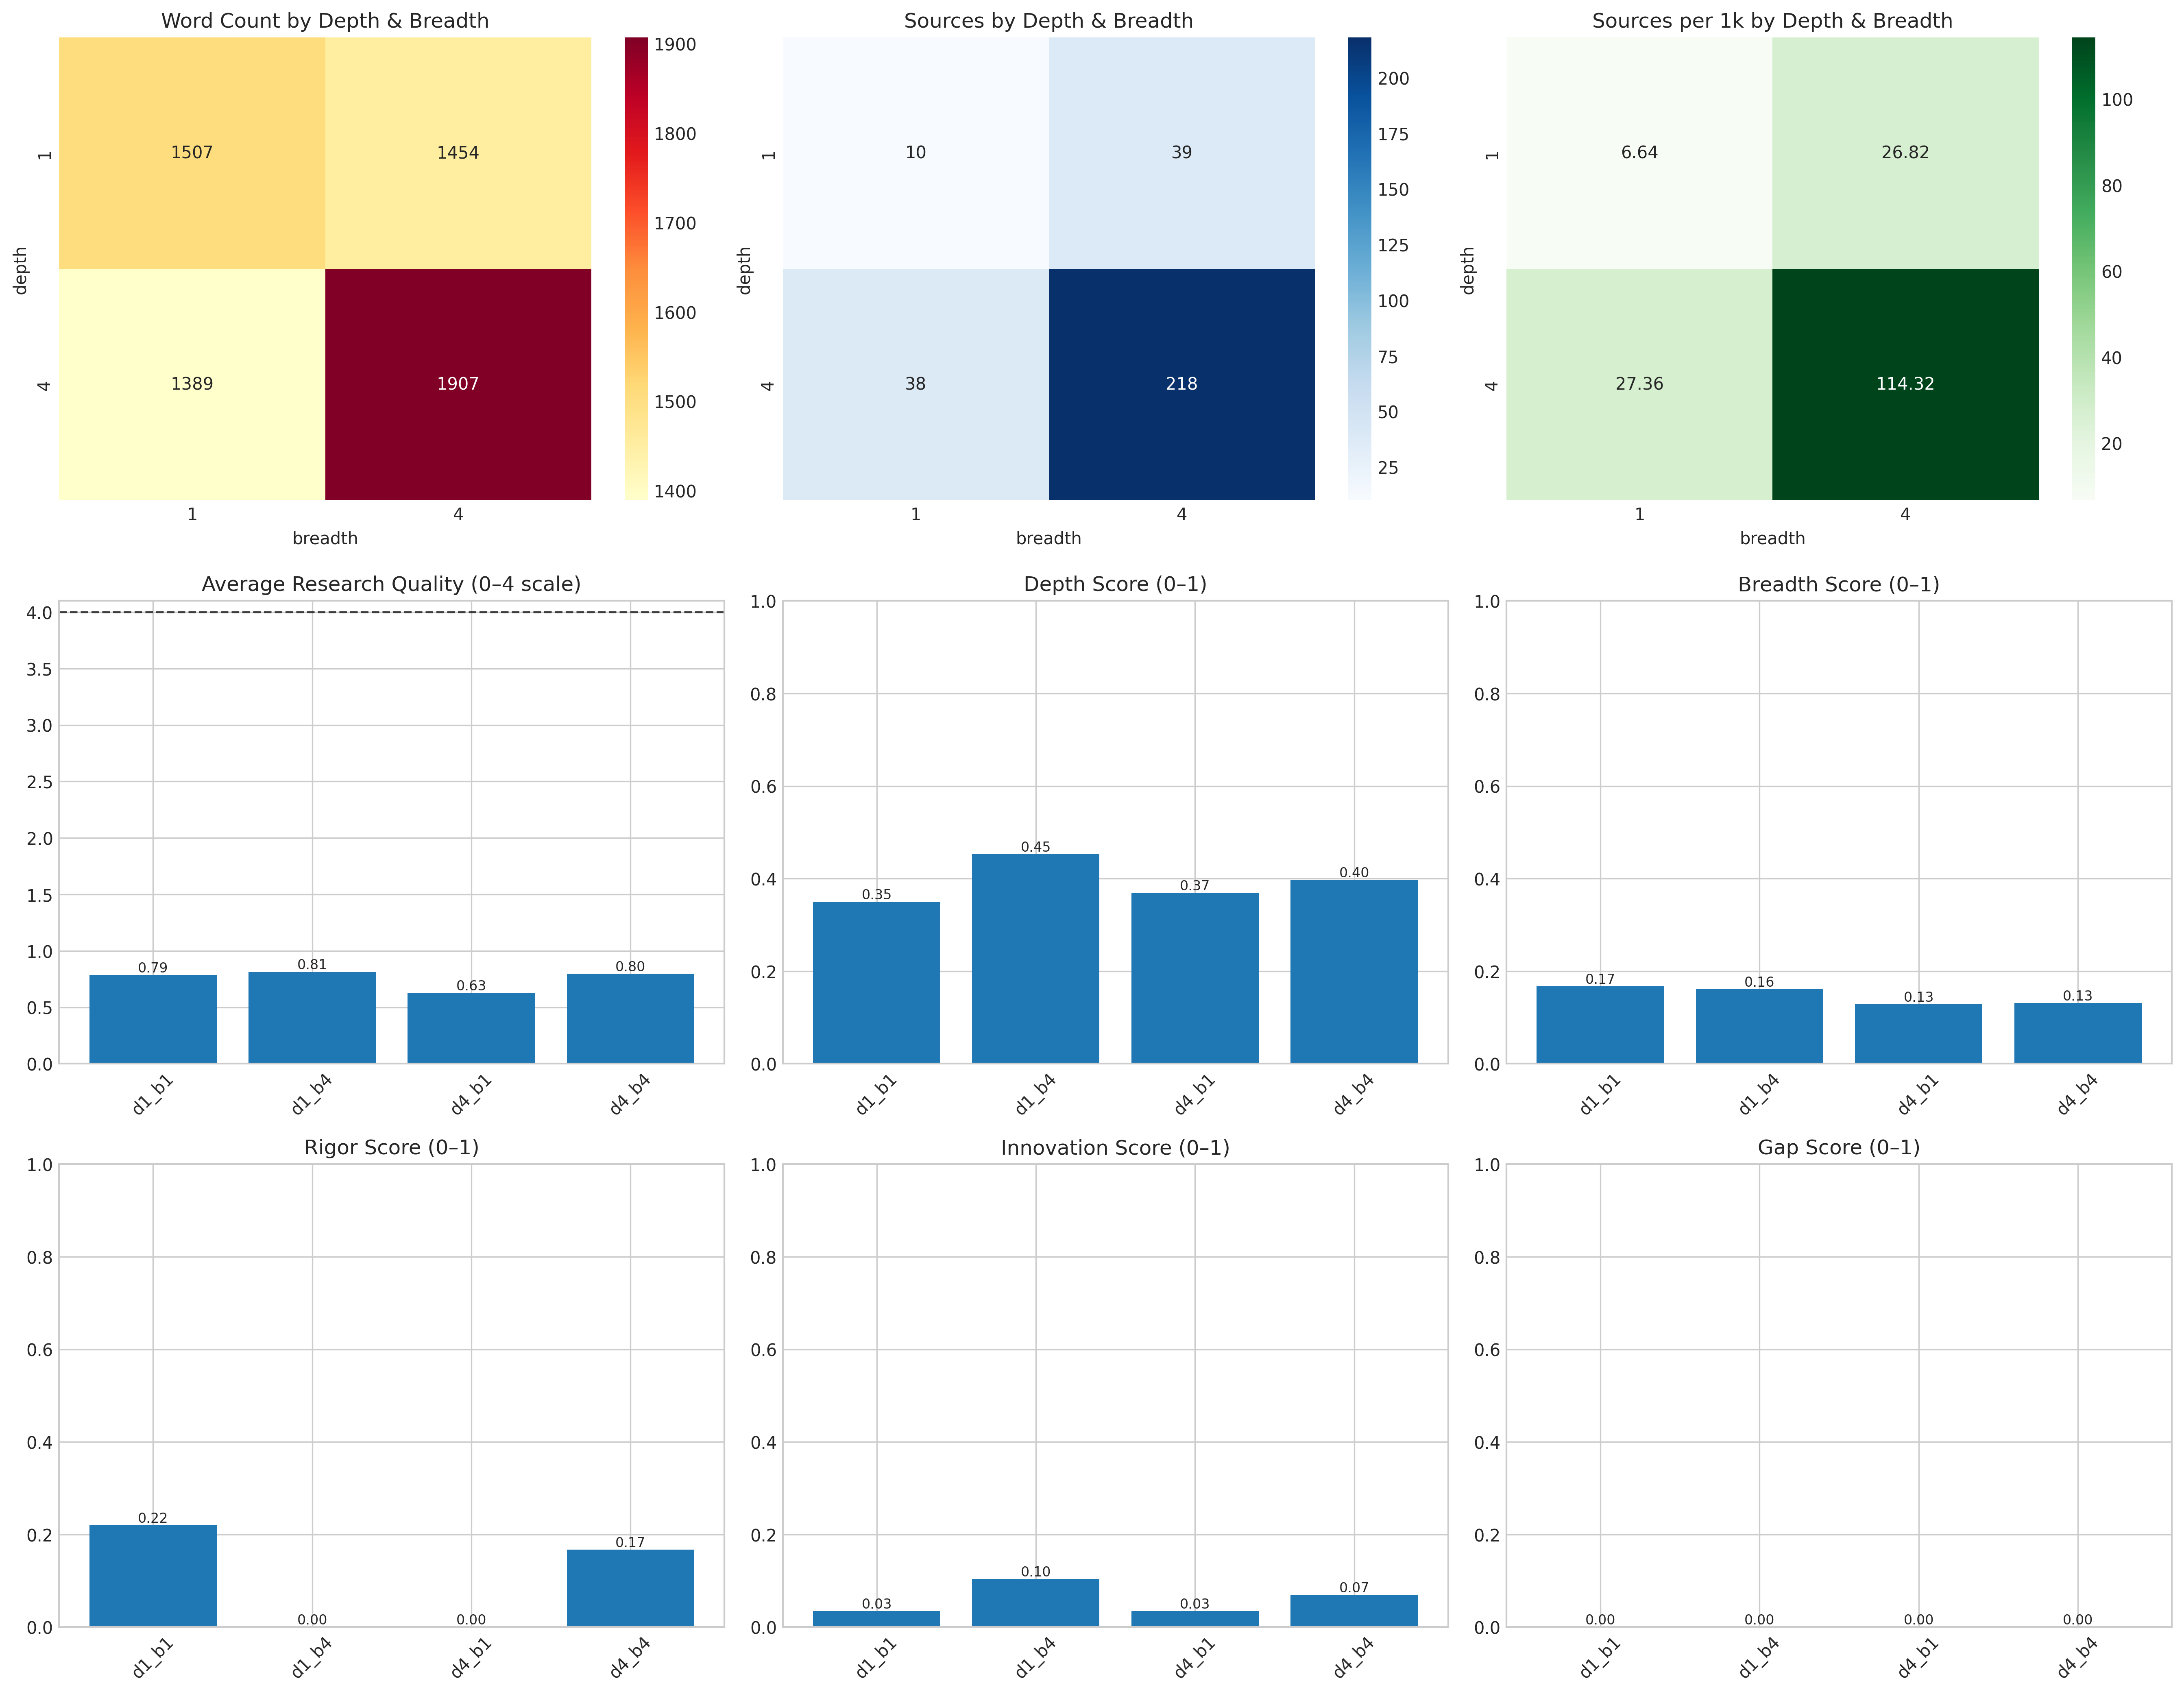 Word Count by Depth & Breadth
1507 1454
1389 1907
1
4
depth
1 4
breadth
1900
1800
1700
1600
1500
1400
Sources by Depth & Breadth
10 39
38 218
1
4
depth
1 4
breadth
200
175
150
125
100
75
50
25
Sources per 1k by Depth & Breadth
6.64 26.82
27.36 114.32
1
4
depth
1 4
breadth
100
80
60
40
20
Average Research Quality (0–4 scale)
4.0
3.5
3.0
2.5
2.0
1.5
1.0
0.5
0.0
0.79 0.81 0.63 0.80
d1_b1 d1_b4 d4_b1 d4_b4
Depth Score (0–1)
1.0
0.8
0.6
0.4
0.2
0.0
0.35 0.45 0.37 0.40
d1_b1 d1_b4 d4_b1 d4_b4
Breadth Score (0–1)
1.0
0.8
0.6
0.4
0.2
0.0
0.17 0.16 0.13 0.13
d1_b1 d1_b4 d4_b1 d4_b4
Rigor Score (0–1)
1.0
0.8
0.6
0.4
0.2
0.0
0.22 0.00 0.00 0.17
d1_b1 d1_b4 d4_b1 d4_b4
Innovation Score (0–1)
1.0
0.8
0.6
0.4
0.2
0.0
0.03 0.10 0.03 0.07
d1_b1 d1_b4 d4_b1 d4_b4
Gap Score (0–1)
1.0
0.8
0.6
0.4
0.2
0.0
0.00 0.00 0.00 0.00
d1_b1 d1_b4 d4_b1 d4_b4